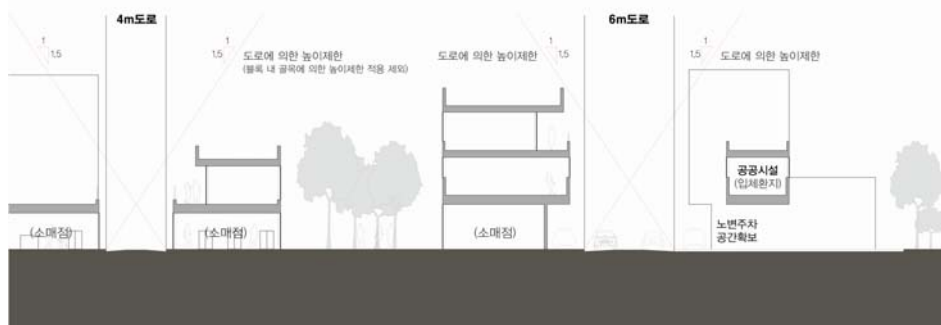 4m도로
6m도로
1
1.5
1
1.5
도로에 의한 높이제한
(블록 내 골목에 의한 높이제한 적용 제외)
도로에 의한 높이제한
1
1.5
1
1.5
도로에 의한 높이제한
공공시설
(입체환지)
(소매점)
(소매점)
(소매점)
노변주차
공간확보